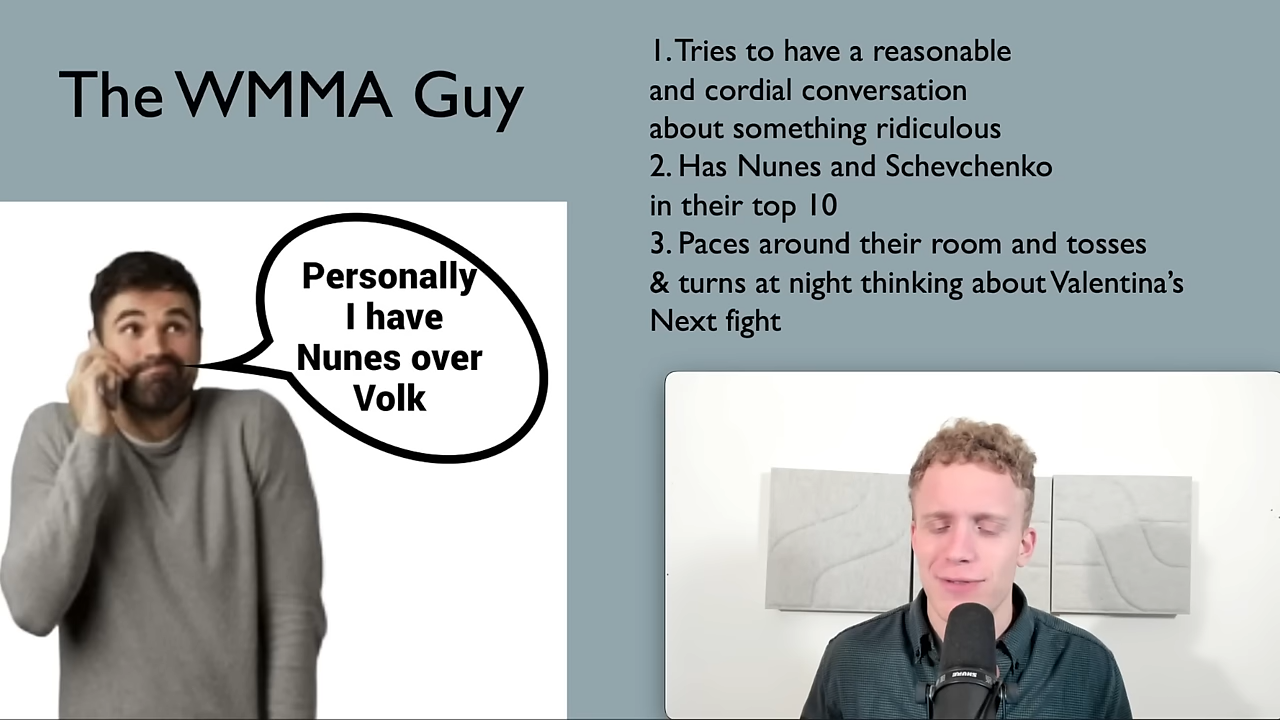 The WMMA Guy
1. Tries to have a reasonable
and cordial conversation
about something ridiculous
2. Has Nunes and Schevchenko
in their top 10
3. Paces around their room and tosses
& turns at night thinking about Valentina’s
Next fight
Personally
I have
Nunes over
Volk
SHURE